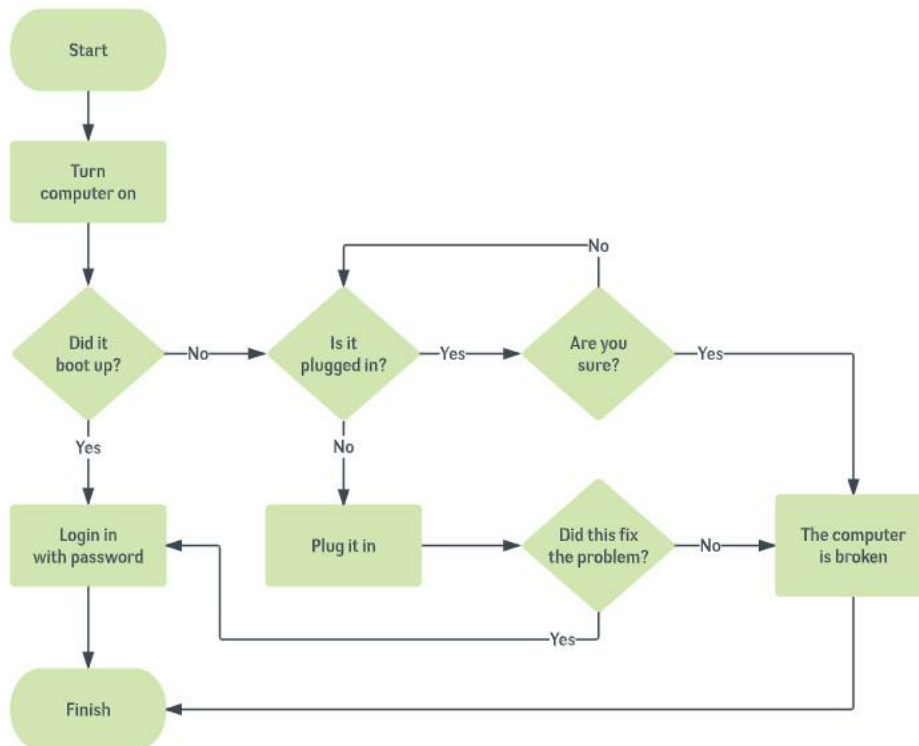 Start
Turn
computer on
No
Did it
boot up?
No
Is it
plugged in?
Yes
Are you
sure?
Yes
Yes
No
Login in
with password
Plug it in
Did this fix
the problem?
No
The computer
is broken
Yes
Finish